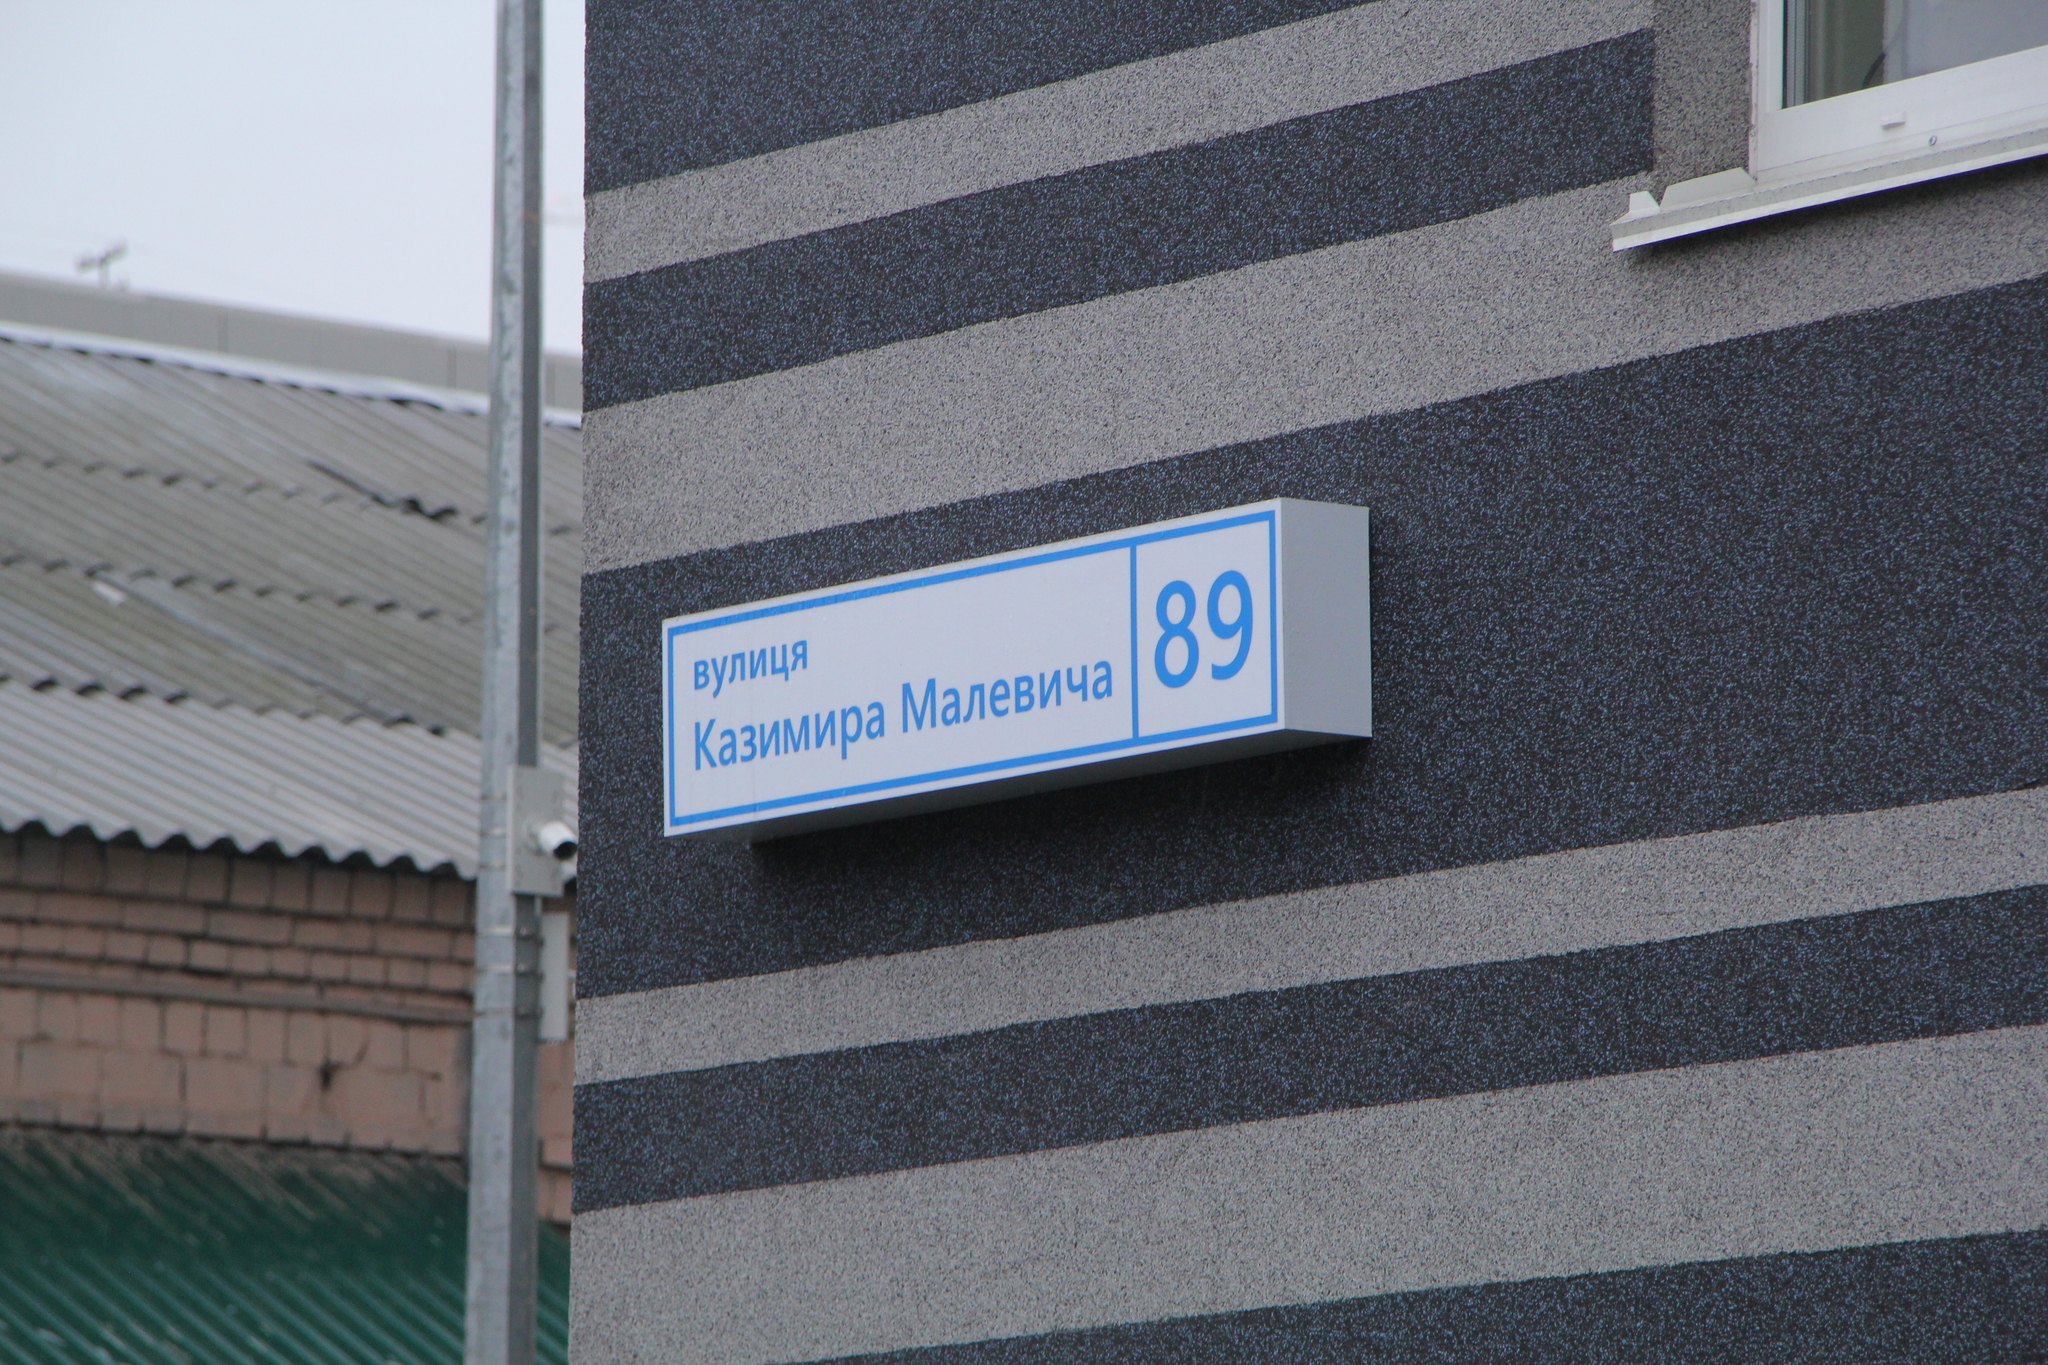 вулиця
Казимира Малевича
89